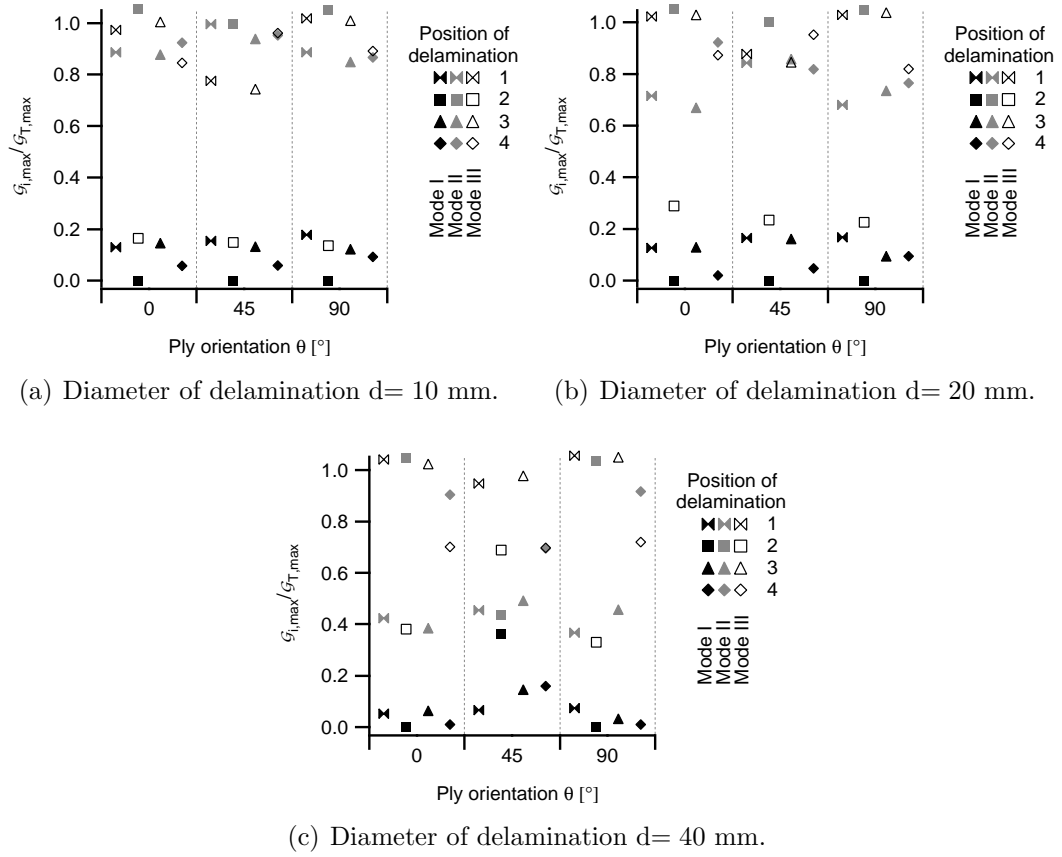 1.0
0.8
0.6
0.4
0.2
0.0
𝒢i,max/𝒢T,max
0 45 90
Ply orientation θ [°]
Position of
delamination
1
2
3
4
Mode I
Mode II
Mode III
(a) Diameter of delamination d= 10 mm.
1.0
0.8
0.6
0.4
0.2
0.0
𝒢i,max/𝒢T,max
0 45 90
Ply orientation θ [°]
Position of
delamination
1
2
3
4
Mode I
Mode II
Mode III
(b) Diameter of delamination d= 20 mm.
1.0
0.8
0.6
0.4
0.2
0.0
𝒢i,max/𝒢T,max
0 45 90
Ply orientation θ [°]
Position of
delamination
1
2
3
4
Mode I
Mode II
Mode III
(c) Diameter of delamination d= 40 mm.